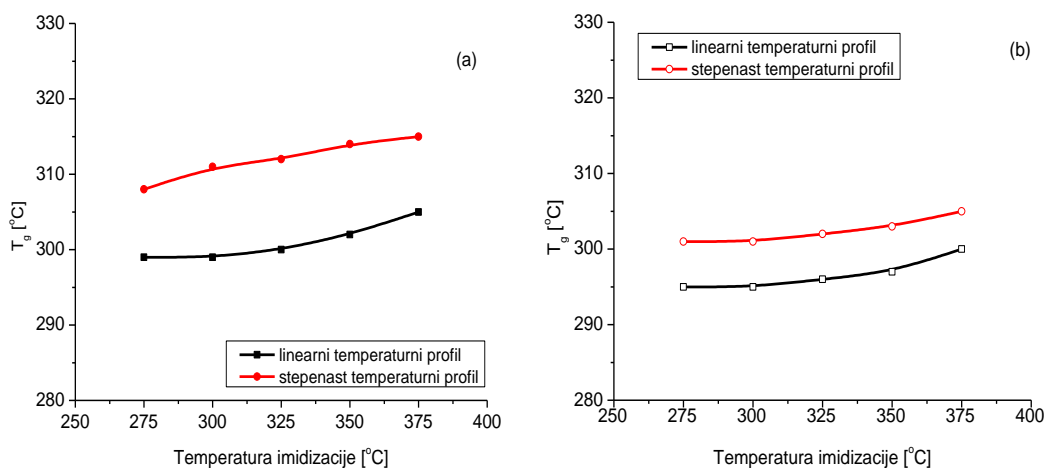 330
320
310
300
290
280
T_g [°C]
(a)
linearni temperaturni profil
stepenast temperaturni profil
250 275 300 325 350 375 400
Temperatura imidizacije [°C]
330
320
310
300
290
280
T_g [°C]
linearni temperaturni profil
stepenast temperaturni profil
(b)
250 275 300 325 350 375 400
Temperatura imidizacije [°C]